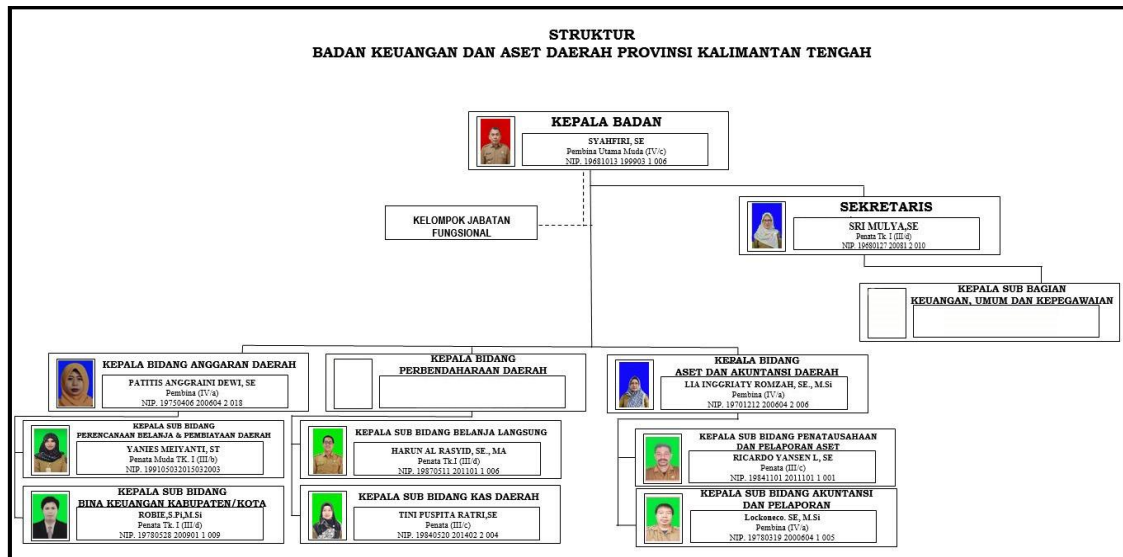 STRUKTUR
BADAN KEUANGAN DAN ASET DAERAH PROVINSI KALIMANTAN TENGAH
KEPALA BADAN
SYAHFIRI, SE
Pembina Utama Muda (IV/c)
NIP. 19681013 199903 1 006
KELOMPOK JABATAN
FUNGSIONAL
SEKRETARIS
SRI MULYA,SE
Penata Tk. I (III/d)
NIP. 19680127 20081 2 010
KEPALA SUB BAGIAN
KEUANGAN, UMUM DAN KEPEGAWAIAN
KEPALA BIDANG ANGGARAN DAERAH
PATITIS ANGGRAINI DEWI, SE
Pembina (IV/a)
NIP. 19750406 200604 2 018
KEPALA BIDANG
PERBENDAHARAAN DAERAH
KEPALA BIDANG
ASET DAN AKUNTANSI DAERAH
LIA INGGRIATY ROMZAH, SE., M.Si
Pembina (IV/a)
NIP. 19701212 200604 2 006
KEPALA SUB BIDANG
PERENCANAAN BELANJA & PEMBIAYAAN DAERAH
YANIES MEIYANTI, ST
Penata Muda TK. I (III/d)
NIP. 199105032015032003
KEPALA SUB BIDANG BELANJA LANGSUNG
HARUN AL RASYID, SE., MA
Penata Tk.I (III/d)
NIP. 19870511 201101 1 006
KEPALA SUB BIDANG PENATAUSAHAAN
DAN PELAPORAN ASET
RICARDO YANSEN L, SE
Penata (III/c)
NIP. 19841101 2011101 1 001
KEPALA SUB BIDANG
BINA KEUANGAN KABUPATEN/KOTA
ROBIE,S.Pi,M.Si
Penata Tk. I (III/d)
NIP. 19780528 200901 1 009
KEPALA SUB BIDANG KAS DAERAH
TINI PUSPITA RATRI,SE
Penata (III/c)
NIP. 19840520 201402 2 004
KEPALA SUB BIDANG AKUNTANSI
DAN PELAPORAN
Lockoneco. SE, M.Si
Pembina (IV/a)
NIP. 19780319 2000604 1 005